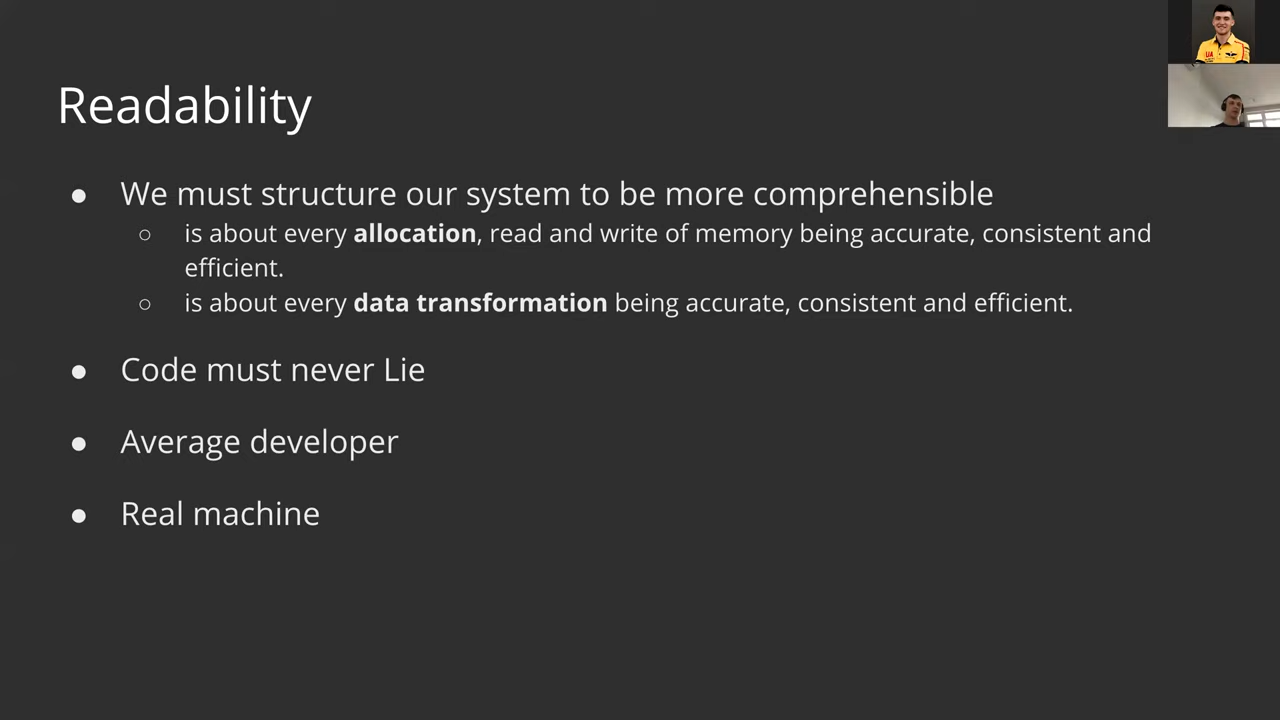 Readability
● We must structure our system to be more comprehensible
○ is about every allocation, read and write of memory being accurate, consistent and
efficient.
○ is about every data transformation being accurate, consistent and efficient.
● Code must never Lie
● Average developer
● Real machine
UA